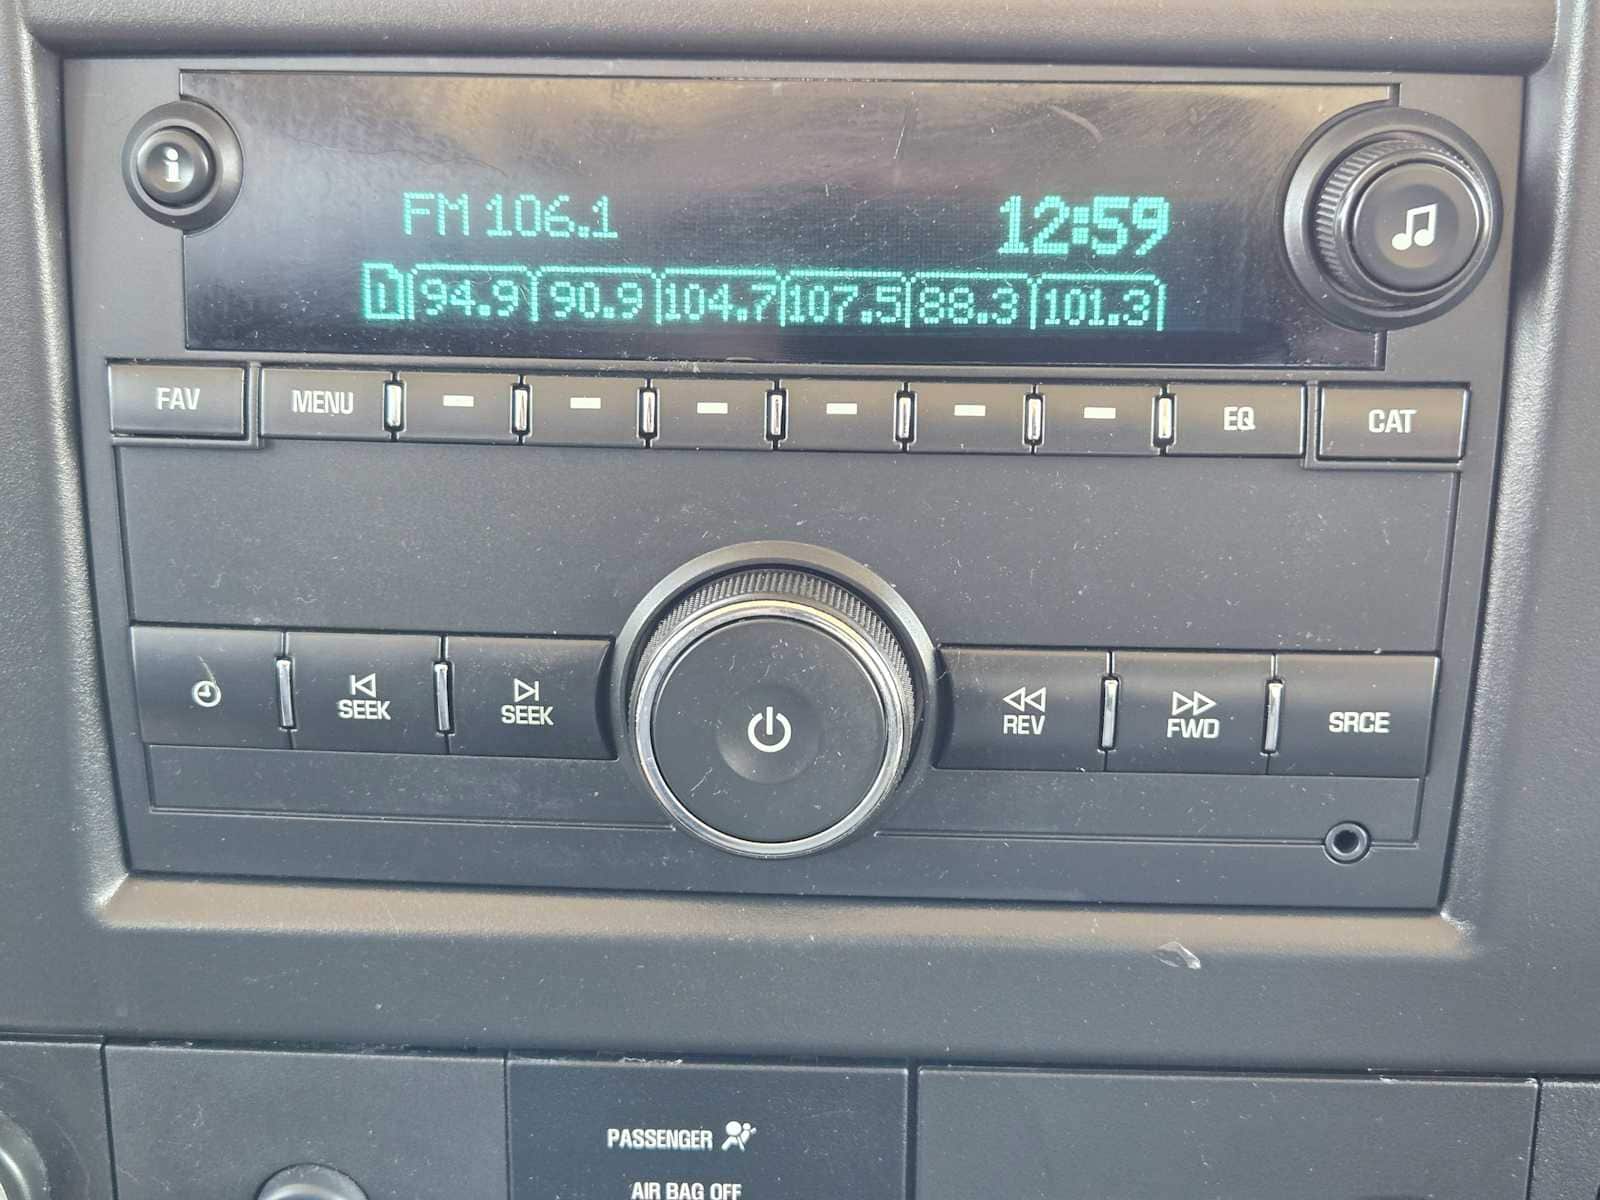 i
FM 106.1 12:59
1 94.9 90.9 104.7 107.5 88.3 101.3
FAV MENU EQ CAT
SEEK SEEK REV FWD SRCE
PASSENGER
AIR BAG OFF